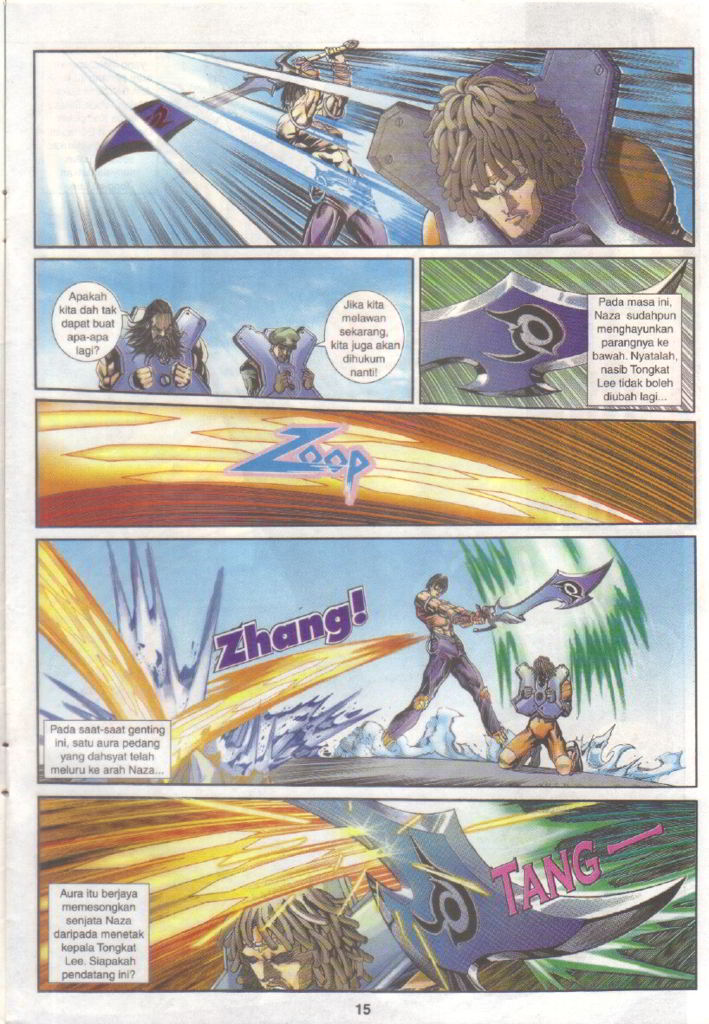 Apakah
kita dah tak
dapat buat
apa-apa
lagi?
Jika kita
melawan
sekarang,
kita juga akan
dihukum
nanti!
Pada masa ini,
Naza sudahpun
menghayunkan
parangnya ke
bawah. Nyatalah,
nasib Tongkat
Lee tidak boleh
diubah lagi...
Zoop
Zhang!
Pada saat-saat genting
ini, satu aura pedang
yang dahsyat telah
meluru ke arah Naza...
TANG—
Aura itu berjaya
memesongkan
senjata Naza
daripada menetak
kepala Tongkat
Lee. Siapakah
pendatang ini?
15